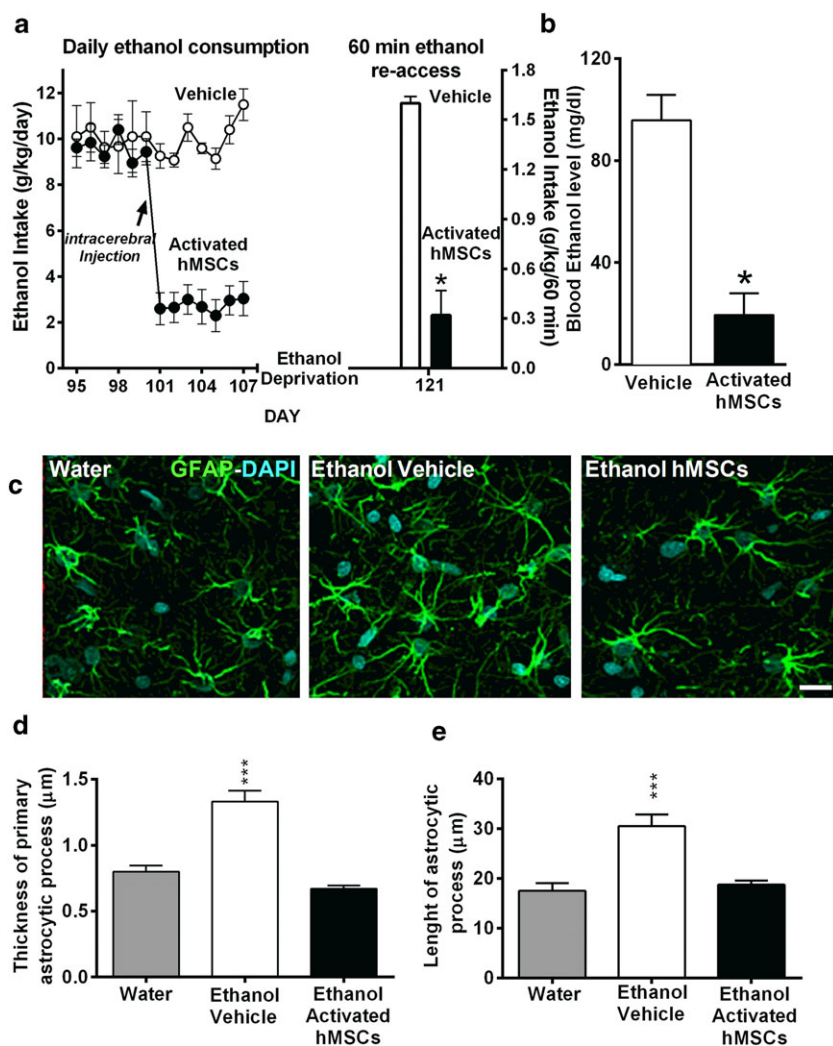 a
Daily ethanol consumption
60 min ethanol
re-access
Ethanol Intake (g/kg/day)
12
10
8
6
4
2
0
Vehicle
intracerebral
Injection
Activated
hMSCs
95
98
101
104
107
DAY
Ethanol
Deprivation
Vehicle
Activated
hMSCs
*
121
1.8
1.5
1.2
0.9
0.6
0.3
0.0
Ethanol Intake (g/kg/60 min)
b
Blood Ethanol level (mg/dl)
120
80
40
0
*
Vehicle
Activated
hMSCs
c
Water
GFAP-DAPI
Ethanol Vehicle
Ethanol hMSCs
d
Thickness of primary
astrocytic process (μm)
1.5
1.0
0.5
0.0
***
Water
Ethanol
Vehicle
Ethanol
Activated
hMSCs
e
Lenght of astrocytic
process (μm)
40
30
20
10
0
***
Water
Ethanol
Vehicle
Ethanol
Activated
hMSCs